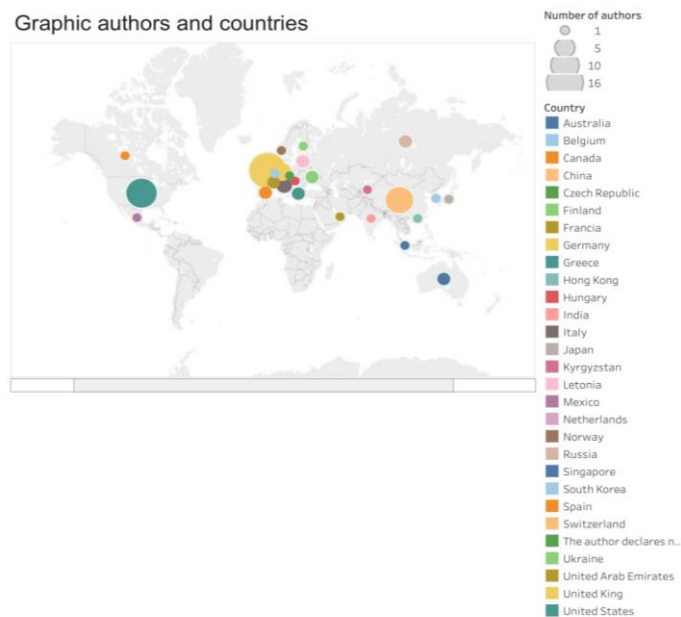 Graphic authors and countries
Number of authors
1
5
10
16
Country
Australia
Belgium
Canada
China
Czech Republic
Finland
Francia
Germany
Greece
Hong Kong
Hungary
India
Italy
Japan
Kyrgyzstan
Letonia
Mexico
Netherlands
Norway
Russia
Singapore
South Korea
Spain
Switzerland
The author declares n..
Ukraine
United Arab Emirates
United King
United States